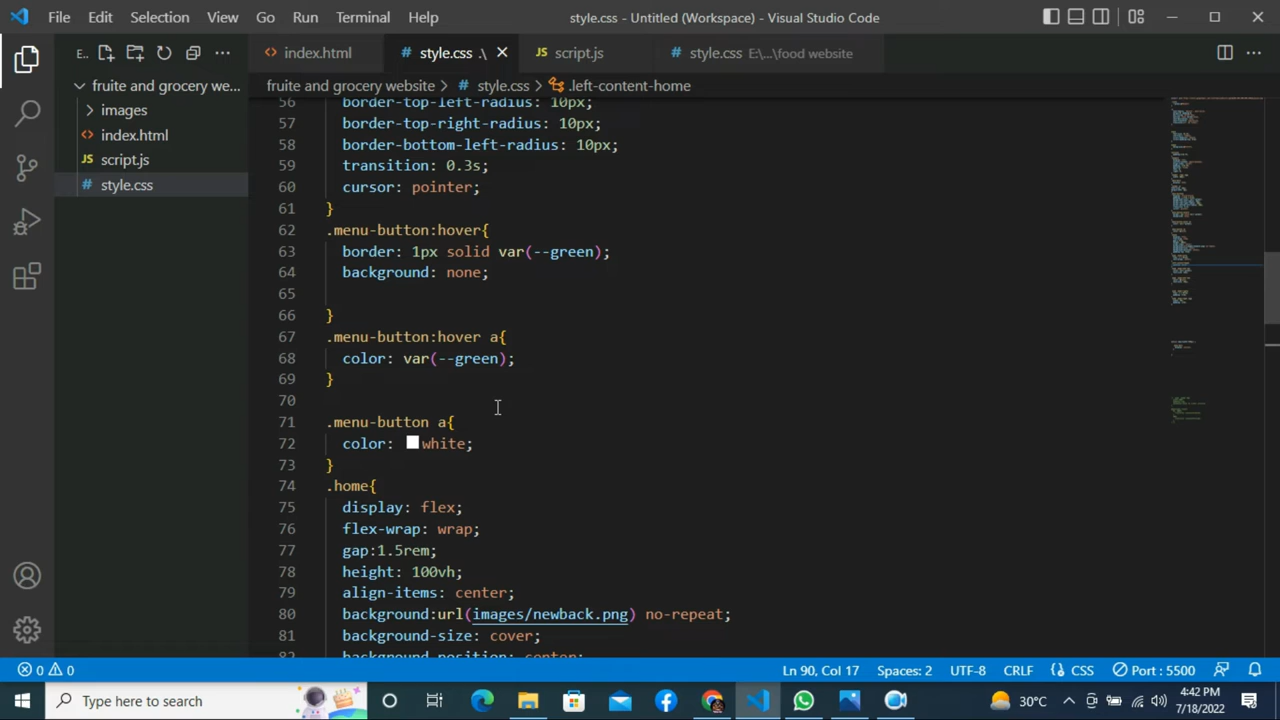 File Edit Selection View Go Run Terminal Help style.css - Untitled (Workspace) - Visual Studio Code
E.. ...
index.html # style.css .\ JS script.js # style.css E:\...\food website ...
fruite and grocery we...
fruite and grocery website > # style.css > .left-content-home
images
index.html
JS script.js
# style.css
56 border-top-left-radius: 10px;
57 border-top-right-radius: 10px;
58 border-bottom-left-radius: 10px;
59 transition: 0.3s;
60 cursor: pointer;
61 }
62 .menu-button:hover{
63 border: 1px solid var(--green);
64 background: none;
65
66 }
67 .menu-button:hover a{
68 color: var(--green);
69 }
70
71 .menu-button a{
72 color: white;
73 }
74 .home{
75 display: flex;
76 flex-wrap: wrap;
77 gap:1.5rem;
78 height: 100vh;
79 align-items: center;
80 background:url(images/newback.png) no-repeat;
81 background-size: cover;
82 background-position: center;
0 0 Ln 90, Col 17 Spaces: 2 UTF-8 CRLF CSS Port : 5500
Type here to search 30°C 4:42 PM
7/18/2022